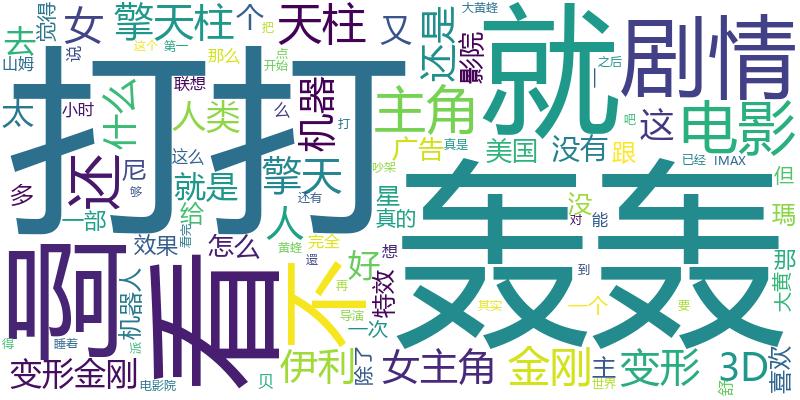 大黄蜂
觉得
女
擎天柱
个
天柱
又
还是
影院
就
剧情
去
山姆
说
这个
第一
把
那么
点
开始
一
之后
打打
太
小时
什么
联想
人类
么
机器
打
主角
电影
这
吧
还
多
尼
这么
够
就是
擎天
还有
吵架
广告
真是
美国
没有
跟
已经
IMAX
但
一部
给
人
星
真的
轰轰
没
对
能
瑪
哥
看
不
效果
看完
怎么
黄蜂
完全
還
好
想
特效
到
那
大黄
机器人
再
导演
一次
其实
一个
要
得
睡着
派
变形金刚
电影院
贝
伊利
除了
女主角
金刚
主
世界
变形
3D
舒
喜欢